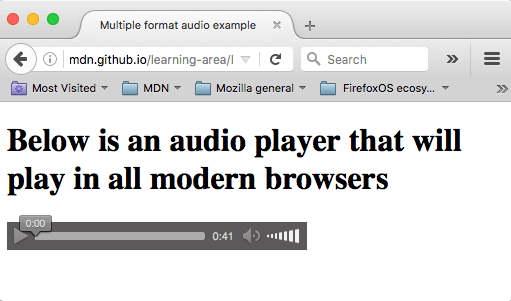 Multiple format audio example
mdn.github.io/learning-area/l
Search
Most Visited MDN Mozilla general FirefoxOS ecosy...
Below is an audio player that will
play in all modern browsers
0:00
0:41